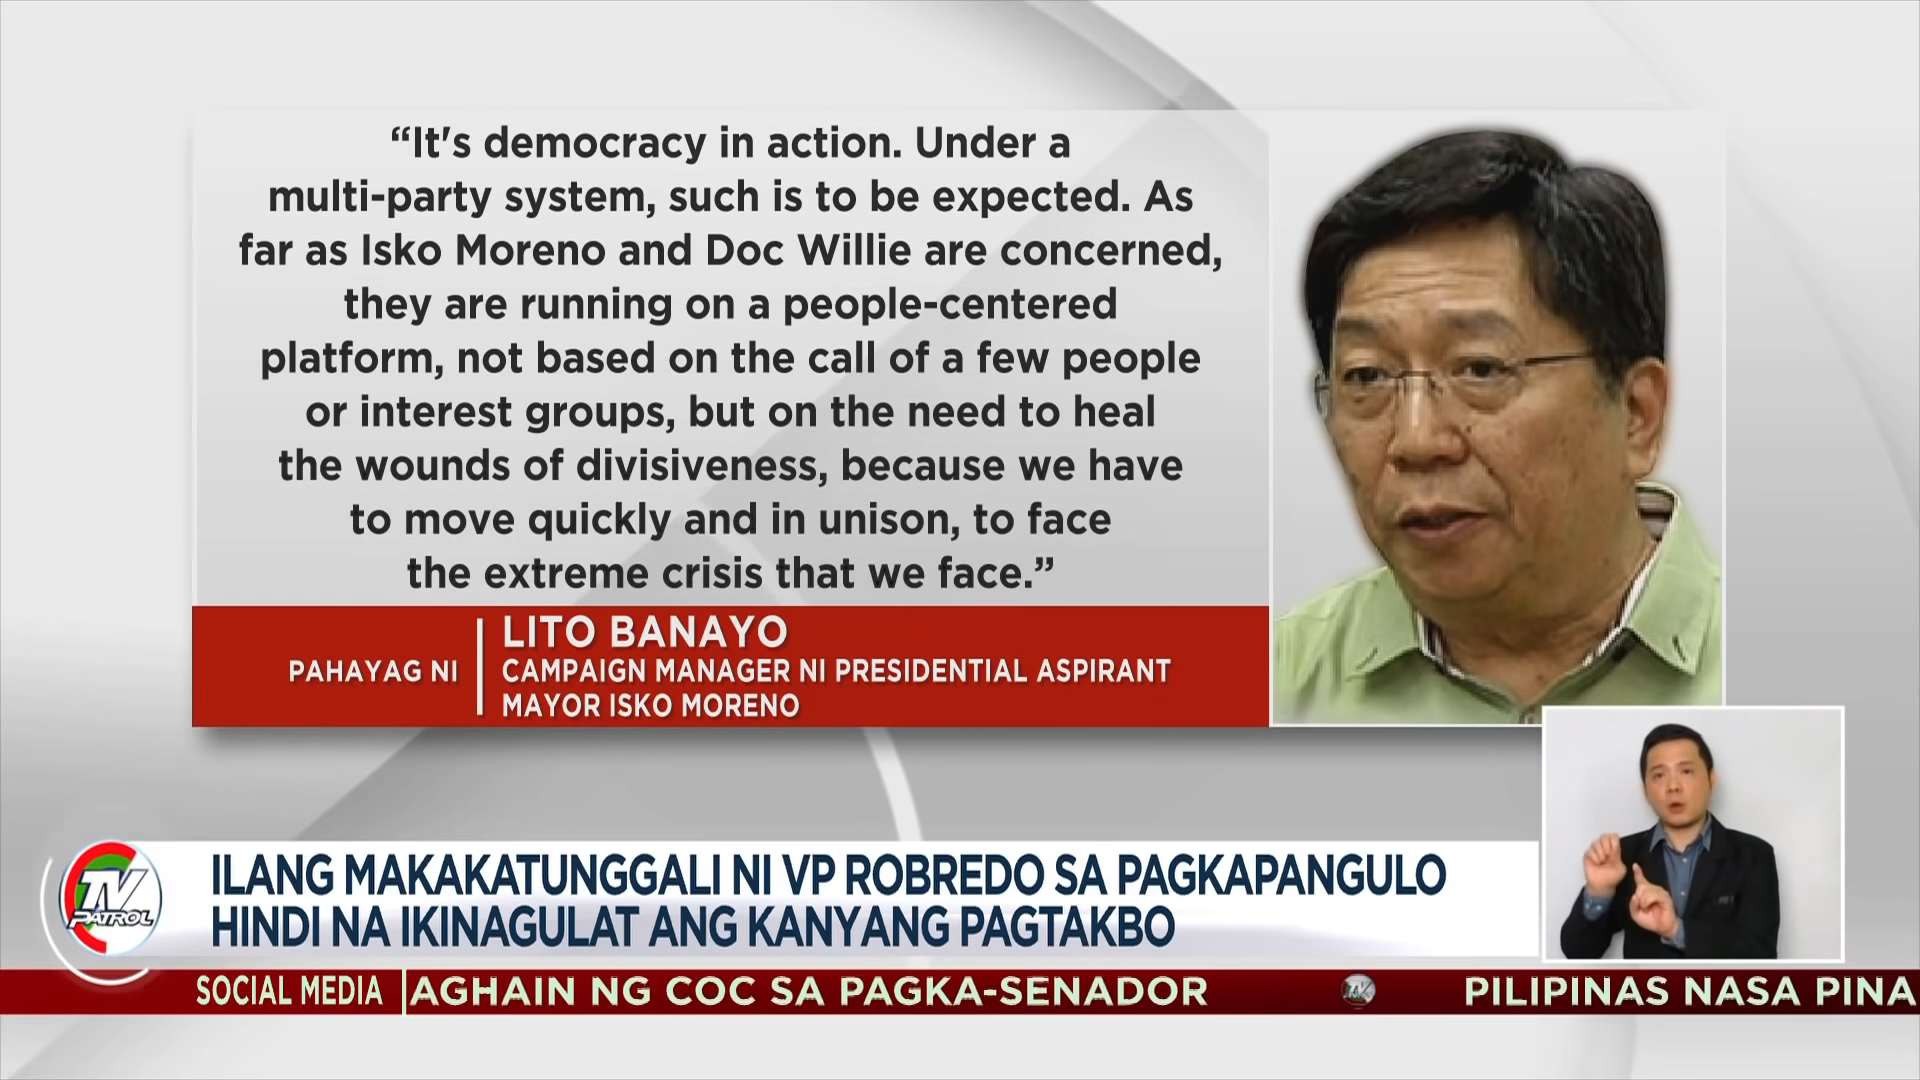 “It's democracy in action. Under a
multi-party system, such is to be expected. As
far as Isko Moreno and Doc Willie are concerned,
they are running on a people-centered
platform, not based on the call of a few people
or interest groups, but on the need to heal
the wounds of divisiveness, because we have
to move quickly and in unison, to face
the extreme crisis that we face.”
PAHAYAG NI
LITO BANAYO
CAMPAIGN MANAGER NI PRESIDENTIAL ASPIRANT
MAYOR ISKO MORENO
TV PATROL
ILANG MAKAKATUNGGALI NI VP ROBREDO SA PAGKAPANGULO
HINDI NA IKINAGULAT ANG KANYANG PAGTAKBO
SOCIAL MEDIA
AGHAIN NG COC SA PAGKA-SENADOR
PILIPINAS NASA PINA